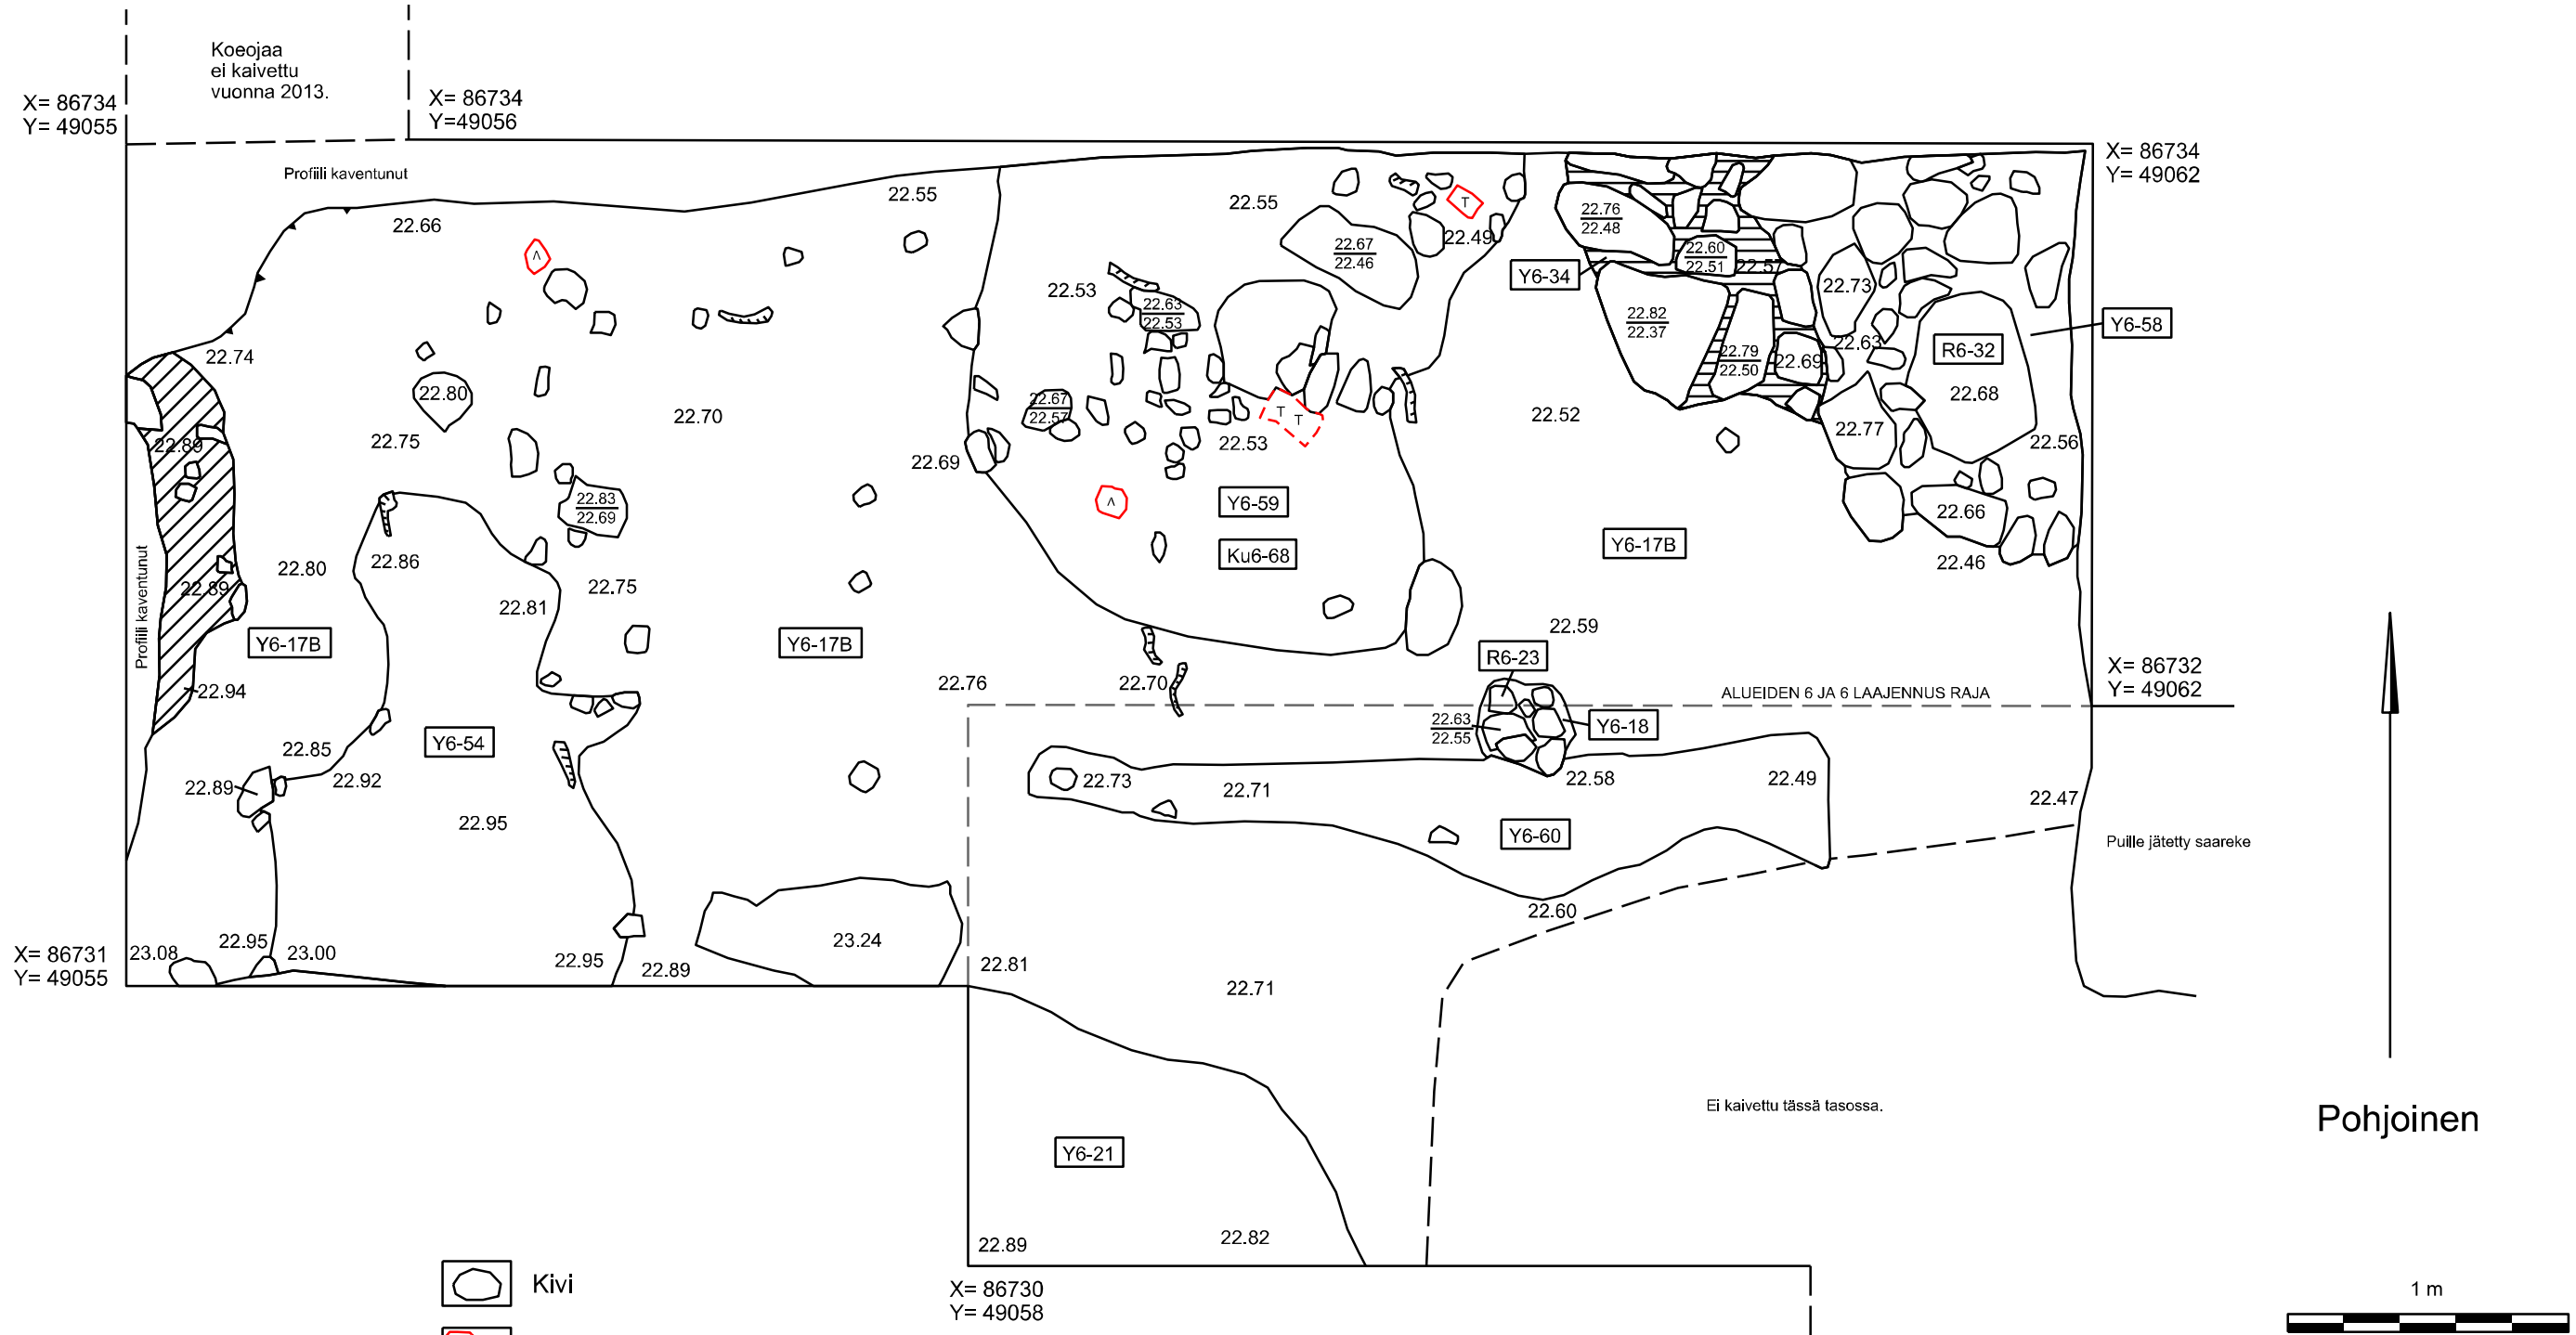 Koeojaa
ei kaivettu
vuonna 2013.
X= 86734
Y= 49055
X= 86734
Y=49056
X= 86734
Y= 49062
Profiili kaventunut
22.55
22.55
22.66
T
22.49
22.67
22.46
22.76
22.48
22.60
22.51
22.57
Y6-34
Λ
22.53
22.63
22.53
22.73
22.82
22.37
Y6-58
22.74
22.63
R6-32
22.79
22.50
22.69
22.80
22.68
22.67
22.57
T
T
22.70
22.52
22.75
22.53
22.77
22.56
22.89
22.69
22.83
22.69
Λ
Y6-59
22.66
Y6-17B
Ku6-68
22.46
22.86
22.80
22.89
22.75
22.81
Profiili kaventunut
22.59
Y6-17B
Y6-17B
R6-23
X= 86732
Y= 49062
22.94
22.76
22.70
ALUEIDEN 6 JA 6 LAAJENNUS RAJA
22.63
22.55
Y6-18
Y6-54
22.85
22.92
22.89
22.73
22.71
22.58
22.49
22.47
22.95
Y6-60
Puille jätetty saareke
22.60
X= 86731
Y= 49055
23.08
22.95
23.00
22.95
22.89
23.24
22.81
22.71
Ei kaivettu tässä tasossa.
Pohjoinen
Y6-21
22.89
22.82
Kivi
X= 86730
Y= 49058
1 m